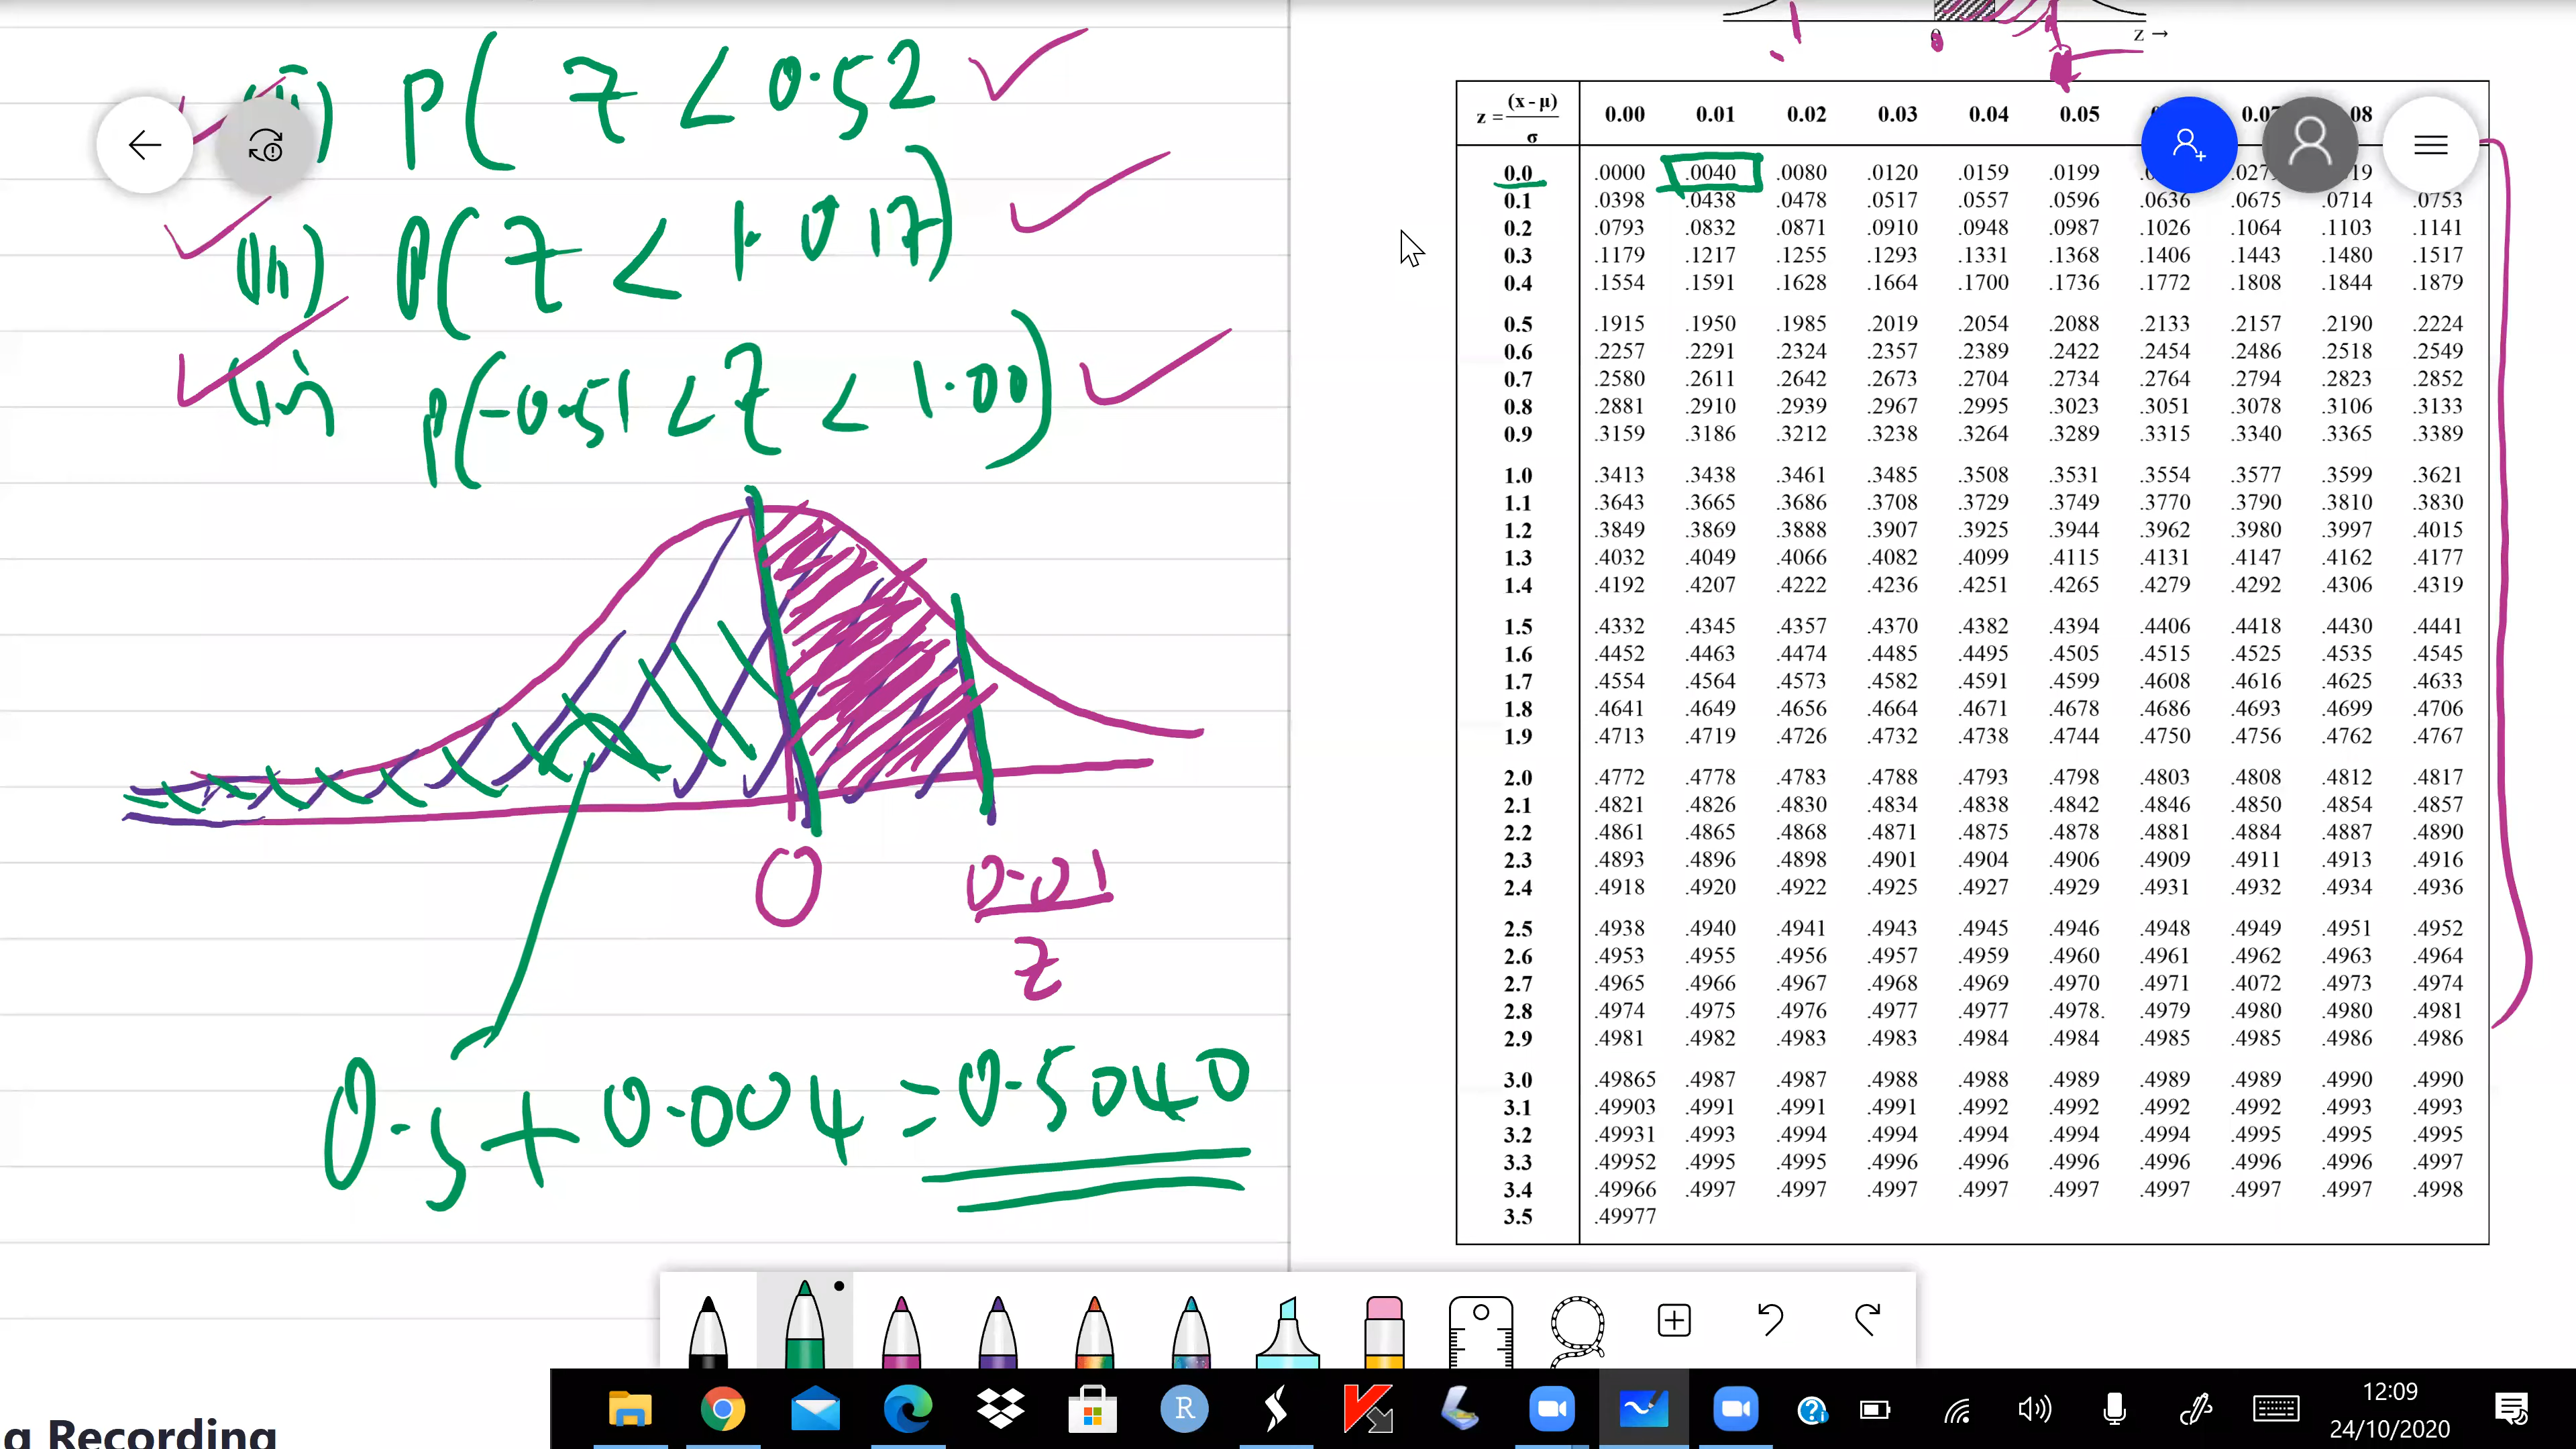 (ii) P( Z < 0.52
(iii) P( Z < 1.017)
(iv) P(-0.51 < Z < 1.00)
0
0.01
Z
0.5 + 0.004 = 0.5040
0 Z →
z = (x - μ) / σ 0.00 0.01 0.02 0.03 0.04 0.05 0.07 08
0.0 .0000 .0040 .0080 .0120 .0159 .0199 .027 19
0.1 .0398 .0438 .0478 .0517 .0557 .0596 .0636 .0675 .0714 .0753
0.2 .0793 .0832 .0871 .0910 .0948 .0987 .1026 .1064 .1103 .1141
0.3 .1179 .1217 .1255 .1293 .1331 .1368 .1406 .1443 .1480 .1517
0.4 .1554 .1591 .1628 .1664 .1700 .1736 .1772 .1808 .1844 .1879
0.5 .1915 .1950 .1985 .2019 .2054 .2088 .2133 .2157 .2190 .2224
0.6 .2257 .2291 .2324 .2357 .2389 .2422 .2454 .2486 .2518 .2549
0.7 .2580 .2611 .2642 .2673 .2704 .2734 .2764 .2794 .2823 .2852
0.8 .2881 .2910 .2939 .2967 .2995 .3023 .3051 .3078 .3106 .3133
0.9 .3159 .3186 .3212 .3238 .3264 .3289 .3315 .3340 .3365 .3389
1.0 .3413 .3438 .3461 .3485 .3508 .3531 .3554 .3577 .3599 .3621
1.1 .3643 .3665 .3686 .3708 .3729 .3749 .3770 .3790 .3810 .3830
1.2 .3849 .3869 .3888 .3907 .3925 .3944 .3962 .3980 .3997 .4015
1.3 .4032 .4049 .4066 .4082 .4099 .4115 .4131 .4147 .4162 .4177
1.4 .4192 .4207 .4222 .4236 .4251 .4265 .4279 .4292 .4306 .4319
1.5 .4332 .4345 .4357 .4370 .4382 .4394 .4406 .4418 .4430 .4441
1.6 .4452 .4463 .4474 .4485 .4495 .4505 .4515 .4525 .4535 .4545
1.7 .4554 .4564 .4573 .4582 .4591 .4599 .4608 .4616 .4625 .4633
1.8 .4641 .4649 .4656 .4664 .4671 .4678 .4686 .4693 .4699 .4706
1.9 .4713 .4719 .4726 .4732 .4738 .4744 .4750 .4756 .4762 .4767
2.0 .4772 .4778 .4783 .4788 .4793 .4798 .4803 .4808 .4812 .4817
2.1 .4821 .4826 .4830 .4834 .4838 .4842 .4846 .4850 .4854 .4857
2.2 .4861 .4865 .4868 .4871 .4875 .4878 .4881 .4884 .4887 .4890
2.3 .4893 .4896 .4898 .4901 .4904 .4906 .4909 .4911 .4913 .4916
2.4 .4918 .4920 .4922 .4925 .4927 .4929 .4931 .4932 .4934 .4936
2.5 .4938 .4940 .4941 .4943 .4945 .4946 .4948 .4949 .4951 .4952
2.6 .4953 .4955 .4956 .4957 .4959 .4960 .4961 .4962 .4963 .4964
2.7 .4965 .4966 .4967 .4968 .4969 .4970 .4971 .4072 .4973 .4974
2.8 .4974 .4975 .4976 .4977 .4977 .4978. .4979 .4980 .4980 .4981
2.9 .4981 .4982 .4983 .4983 .4984 .4984 .4985 .4985 .4986 .4986
3.0 .49865 .4987 .4987 .4988 .4988 .4989 .4989 .4989 .4990 .4990
3.1 .49903 .4991 .4991 .4991 .4992 .4992 .4992 .4992 .4993 .4993
3.2 .49931 .4993 .4994 .4994 .4994 .4994 .4994 .4995 .4995 .4995
3.3 .49952 .4995 .4995 .4996 .4996 .4996 .4996 .4996 .4996 .4997
3.4 .49966 .4997 .4997 .4997 .4997 .4997 .4997 .4997 .4997 .4998
3.5 .49977
g Recording
12:09
24/10/2020